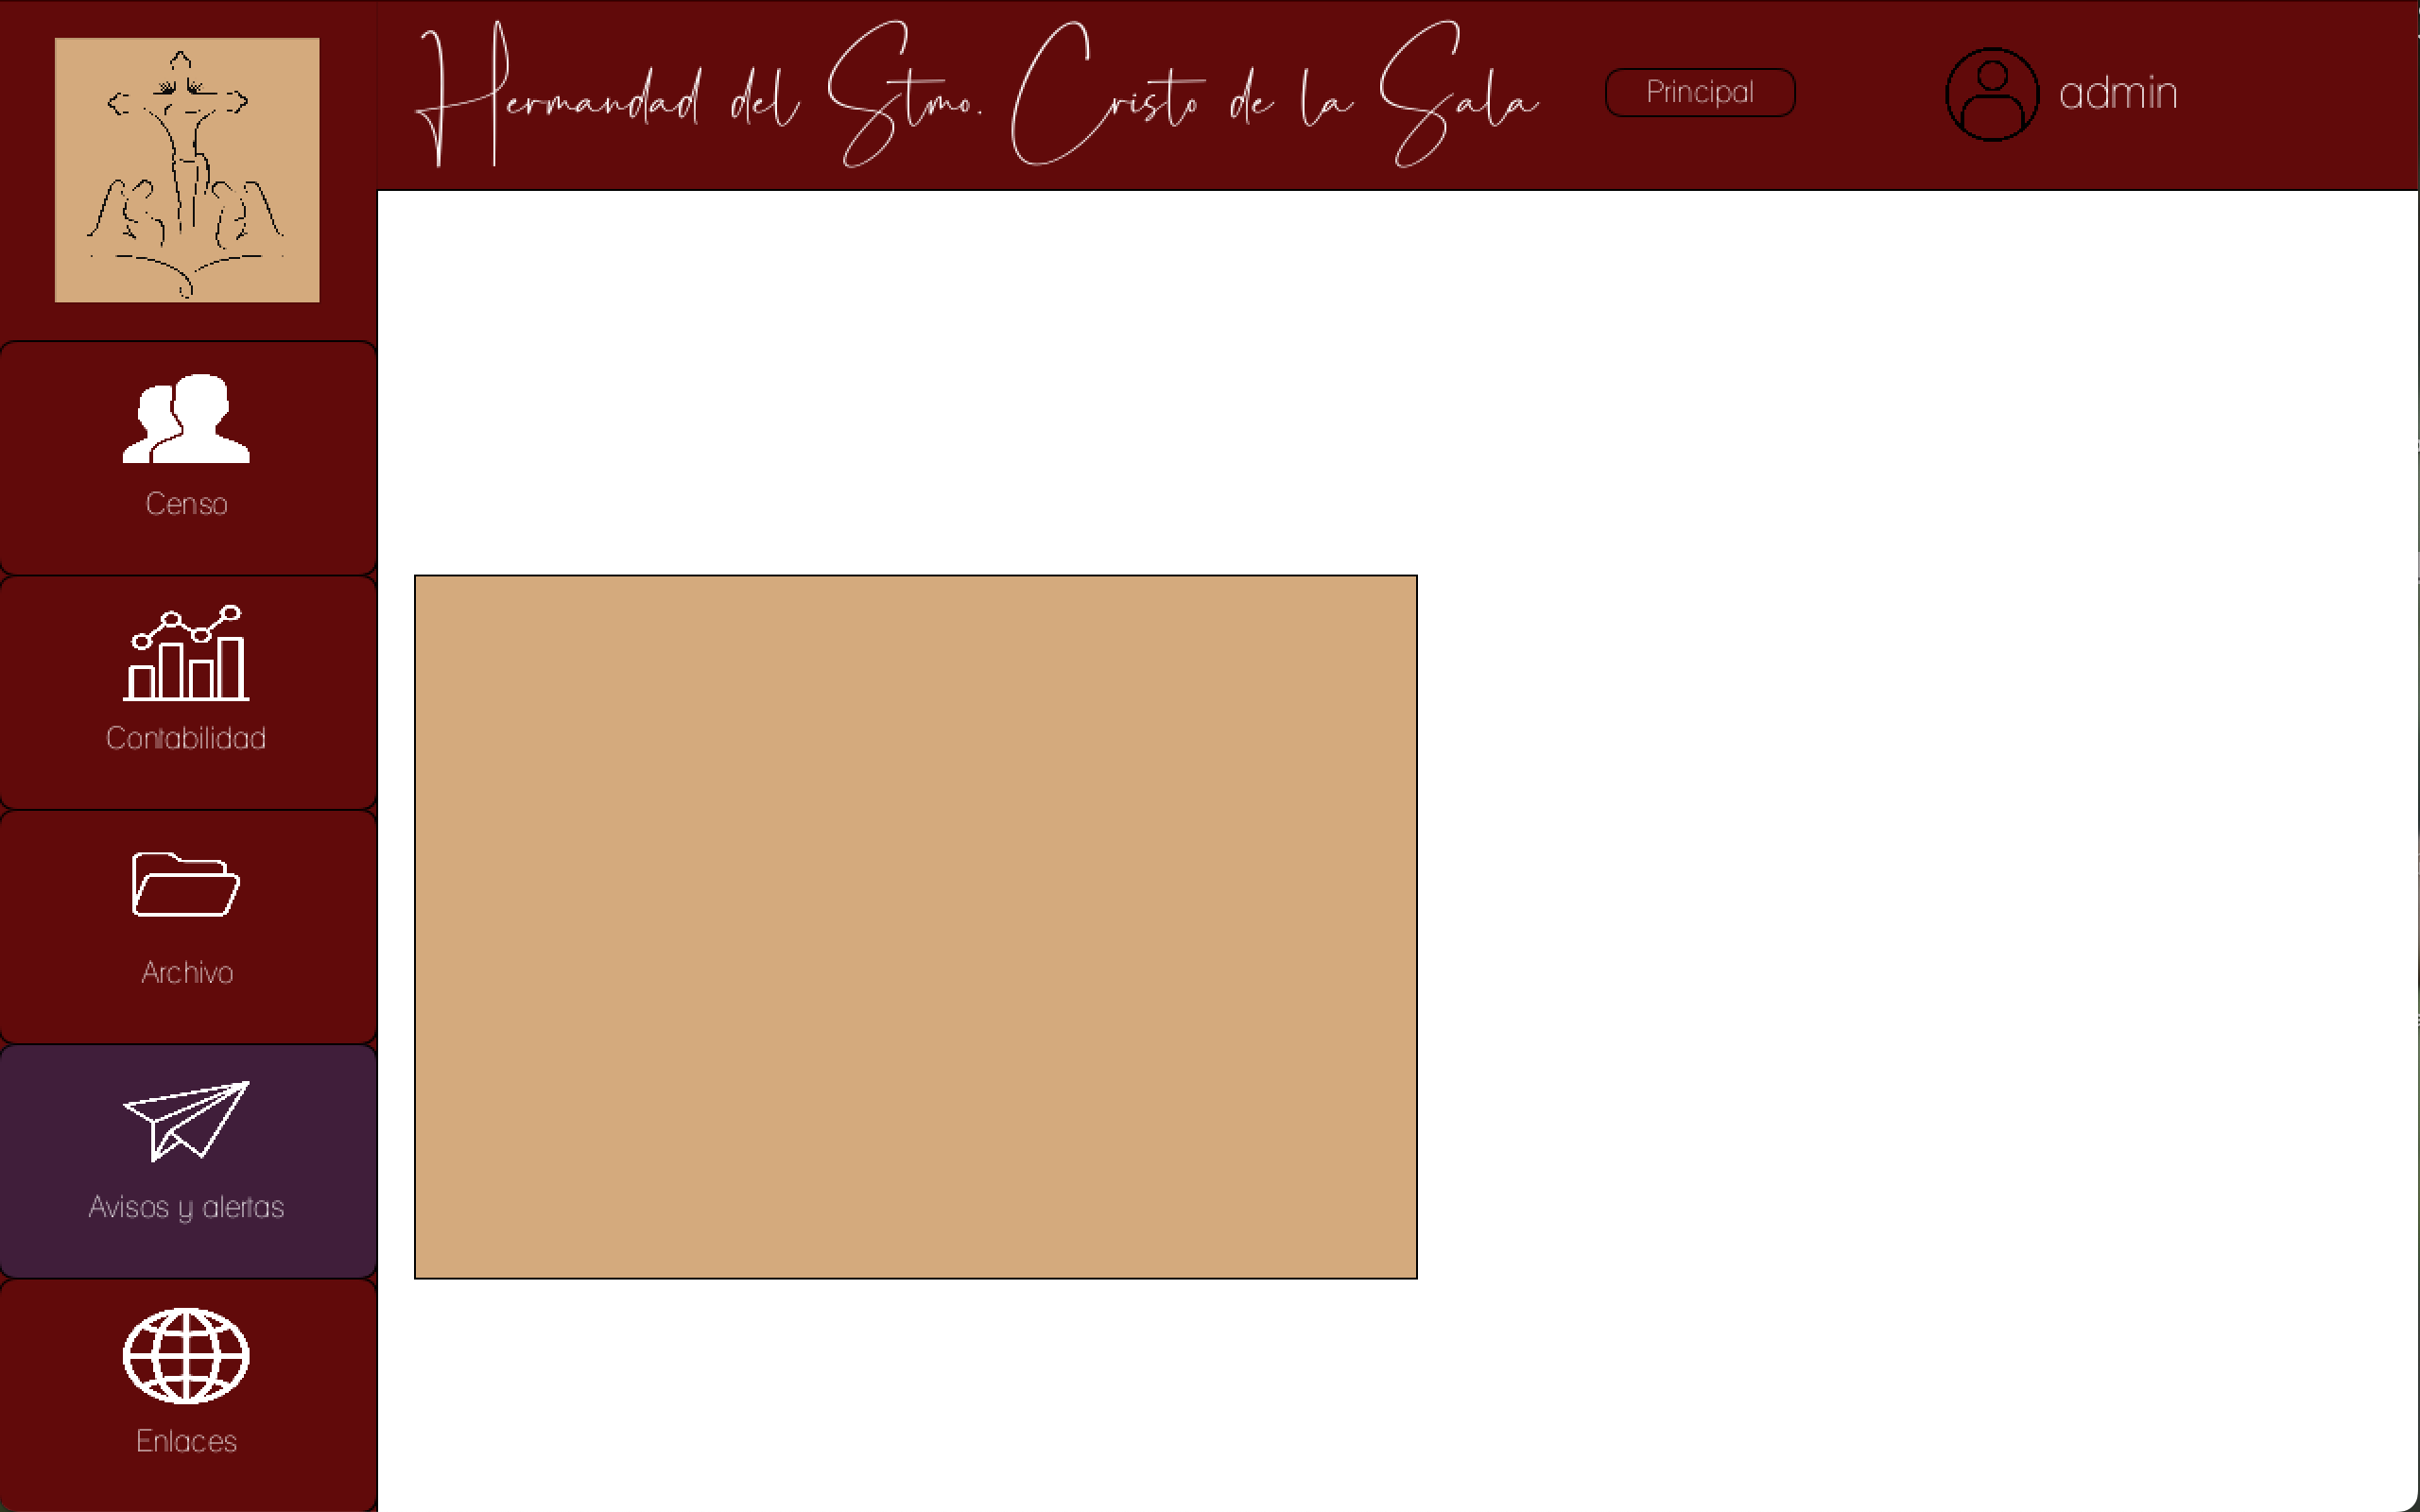 Hermandad del Stmo. Cristo de la Sala
Principal
admin
Censo
Contabilidad
Archivo
Avisos y alertas
Enlaces